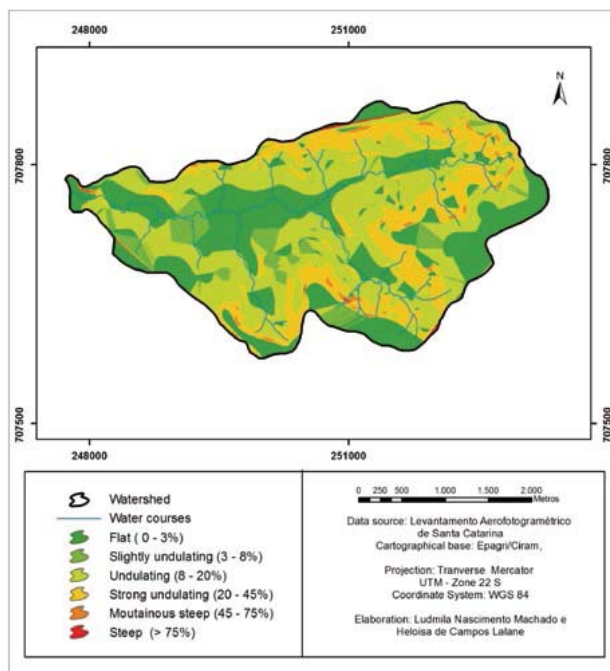 248000 251000
N
707800 707800
707500 707500
248000 251000
Watershed
Water courses
Flat ( 0 - 3%)
Slightly undulating (3 - 8%)
Undulating (8 - 20%)
Strong undulating (20 - 45%)
Moutainous steep (45 - 75%)
Steep (> 75%)
0 250 500 1.000 1.500 2.000
Metros
Data source: Levantamento Aerofotogramétrico
de Santa Catarina
Cartographical base: Epagri/Ciram,
Projection: Tranverse Mercator
UTM - Zone 22 S
Coordinate System: WGS 84
Elaboration: Ludmila Nascimento Machado e
Heloisa de Campos Lalane